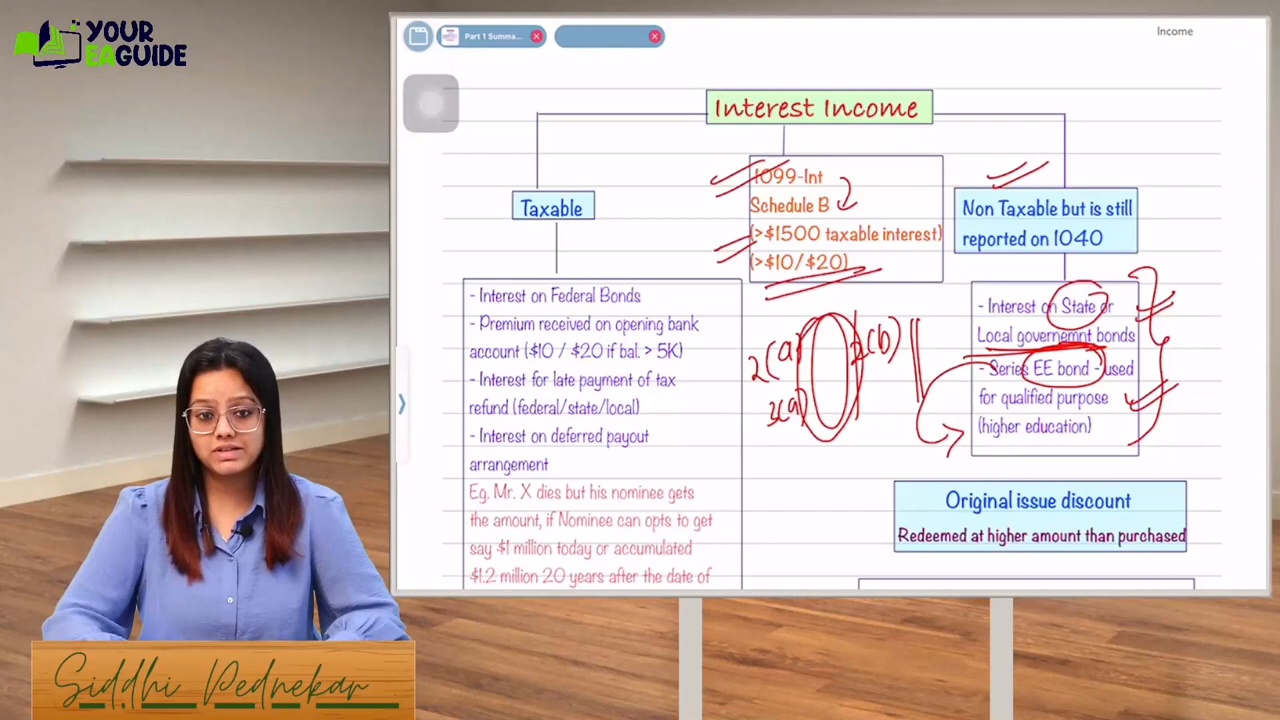 YOUR
EAGUIDE
Part 1 Summa...
Income
Interest Income
1099-Int
Schedule B
(>$1500 taxable interest)
(>$10/$20)
Taxable
Non Taxable but is still
reported on 1040
- Interest on Federal Bonds
- Premium received on opening bank
account ($10 / $20 if bal. > 5K)
- Interest for late payment of tax
refund (federal/state/local)
- Interest on deferred payout
arrangement
Eg. Mr. X dies but his nominee gets
the amount, if Nominee can opts to get
say $1 million today or accumulated
$1.2 million 20 years after the date of
2(a)
2(b)
3(a)
- Interest on State or
Local governemnt bonds
- Series EE bond - used
for qualified purpose
(higher education)
Original issue discount
Redeemed at higher amount than purchased
Siddhi Pednekar